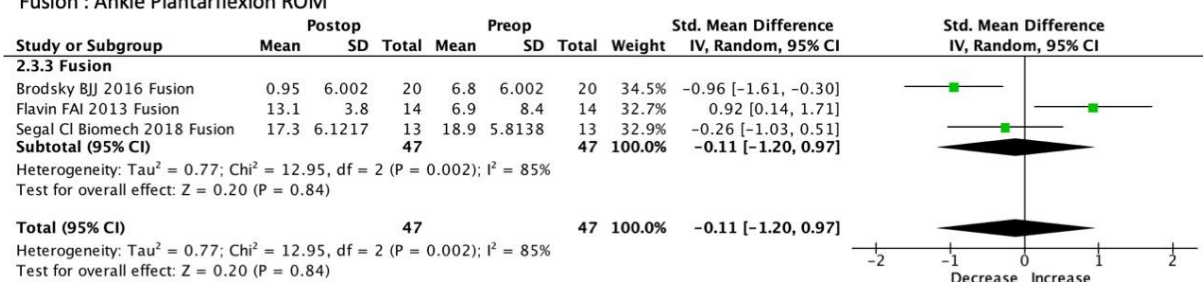 Fusion : Ankle Plantarflexion ROM
Postop Preop Std. Mean Difference Std. Mean Difference
Study or Subgroup Mean SD Total Mean SD Total Weight IV, Random, 95% CI IV, Random, 95% CI
2.3.3 Fusion
Brodsky BJJ 2016 Fusion 0.95 6.002 20 6.8 6.002 20 34.5% -0.96 [-1.61, -0.30]
Flavin FAI 2013 Fusion 13.1 3.8 14 6.9 8.4 14 32.7% 0.92 [0.14, 1.71]
Segal Cl Biomech 2018 Fusion 17.3 6.1217 13 18.9 5.8138 13 32.9% -0.26 [-1.03, 0.51]
Subtotal (95% CI) 47 47 100.0% -0.11 [-1.20, 0.97]
Heterogeneity: Tau² = 0.77; Chi² = 12.95, df = 2 (P = 0.002); I² = 85%
Test for overall effect: Z = 0.20 (P = 0.84)
Total (95% CI) 47 47 100.0% -0.11 [-1.20, 0.97]
Heterogeneity: Tau² = 0.77; Chi² = 12.95, df = 2 (P = 0.002); I² = 85%
Test for overall effect: Z = 0.20 (P = 0.84)
-2 -1 0 1 2
Decrease Increase